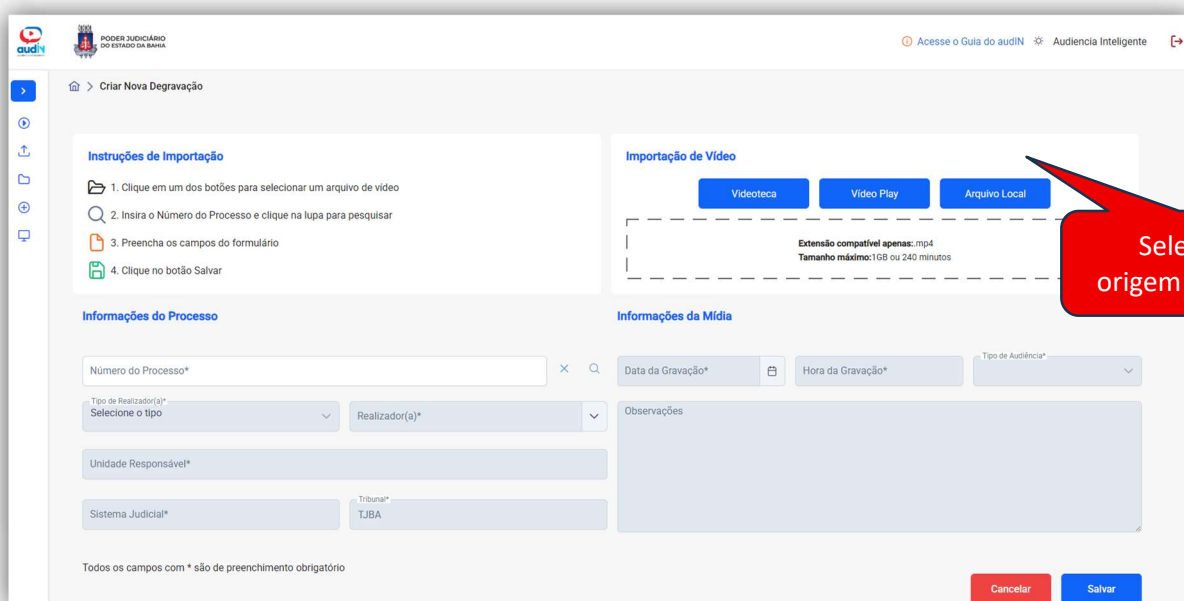 audIN
PODER JUDICIÁRIO
DO ESTADO DA BAHIA
Acesse o Guia do audIN
Audiencia Inteligente
Criar Nova Degravação
Instruções de Importação
1. Clique em um dos botões para selecionar um arquivo de vídeo
2. Insira o Número do Processo e clique na lupa para pesquisar
3. Preencha os campos do formulário
4. Clique no botão Salvar
Importação de Vídeo
Videoteca
Vídeo Play
Arquivo Local
Extensão compatível apenas:.mp4
Tamanho máximo:1GB ou 240 minutos
Sele
origem
Informações do Processo
Número do Processo*
Tipo de Realizador(a)*
Selecione o tipo
Realizador(a)*
Unidade Responsável*
Sistema Judicial*
Tribunal*
TJBA
Informações da Mídia
Data da Gravação*
Hora da Gravação*
Tipo de Audiência*
Observações
Todos os campos com * são de preenchimento obrigatório
Cancelar
Salvar